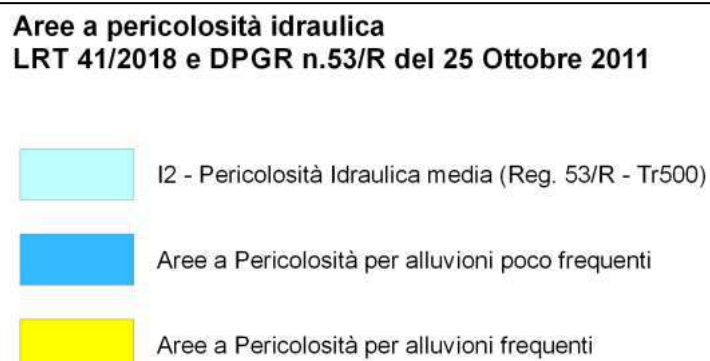 Aree a pericolosità idraulica
LRT 41/2018 e DPGR n.53/R del 25 Ottobre 2011
I2 - Pericolosità Idraulica media (Reg. 53/R - Tr500)
Aree a Pericolosità per alluvioni poco frequenti
Aree a Pericolosità per alluvioni frequenti